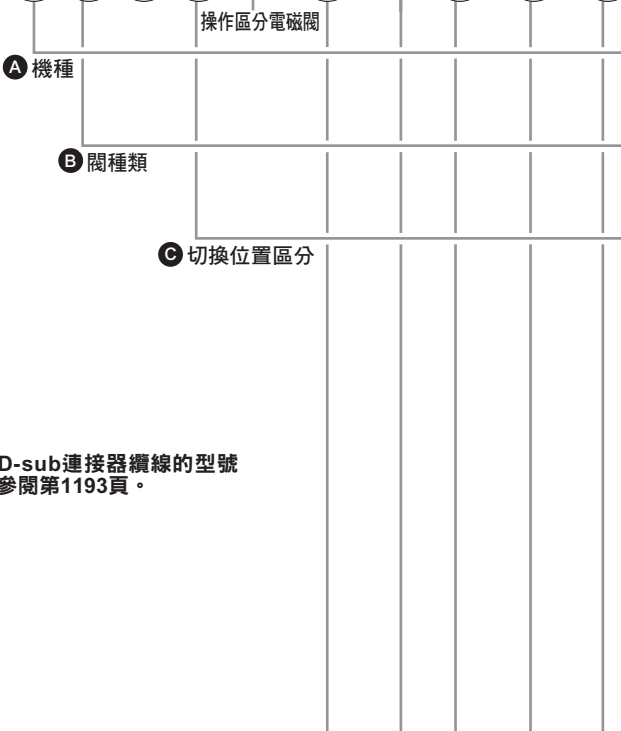 操作區分電磁閥
A 機種
B 閥種類
C 切換位置區分
D-sub連接器纜線的型號
參閱第1193頁。